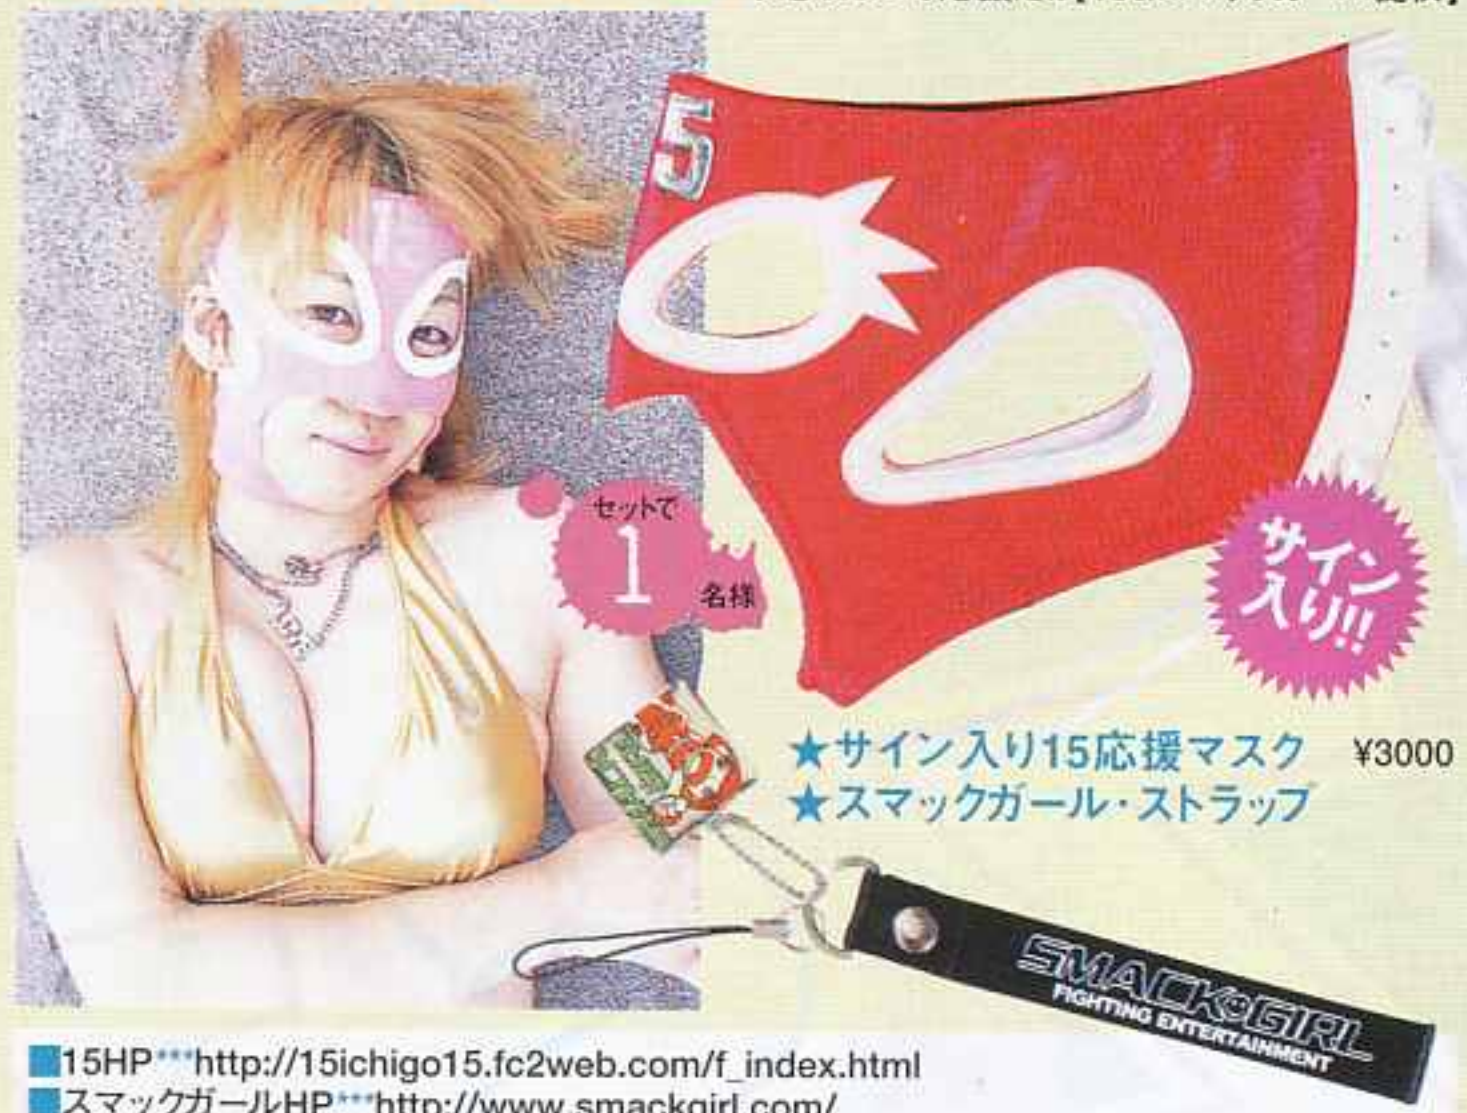 5
セットで
1
名様
サイン
入り!!
★サイン入り15応援マスク ¥3000
★スマックガール・ストラップ
SMACKGIRL
FIGHTING ENTERTAINMENT
■15HP***http://15ichigo15.fc2web.com/f_index.html
■スマックガールHP***http://www.smackgirl.com/